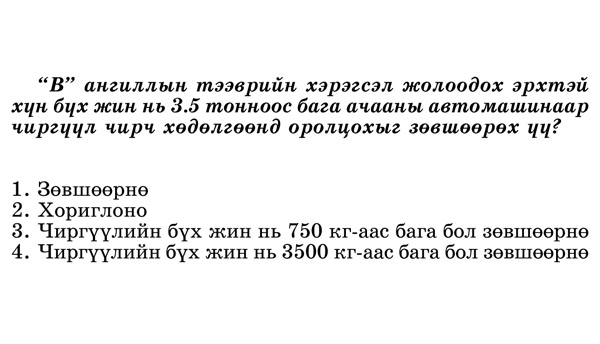 “B” ангиллын тээврийн хэрэгсэл жолоодох эрхтэй
хүн бүх жин нь 3.5 тонноос бага ачааны автомашинаар
чиргүүл чирч хөдөлгөөнд оролцохыг зөвшөөрөх үү?
1. Зөвшөөрнө
2. Хориглоно
3. Чиргүүлийн бүх жин нь 750 кг-аас бага бол зөвшөөрнө
4. Чиргүүлийн бүх жин нь 3500 кг-аас бага бол зөвшөөрнө